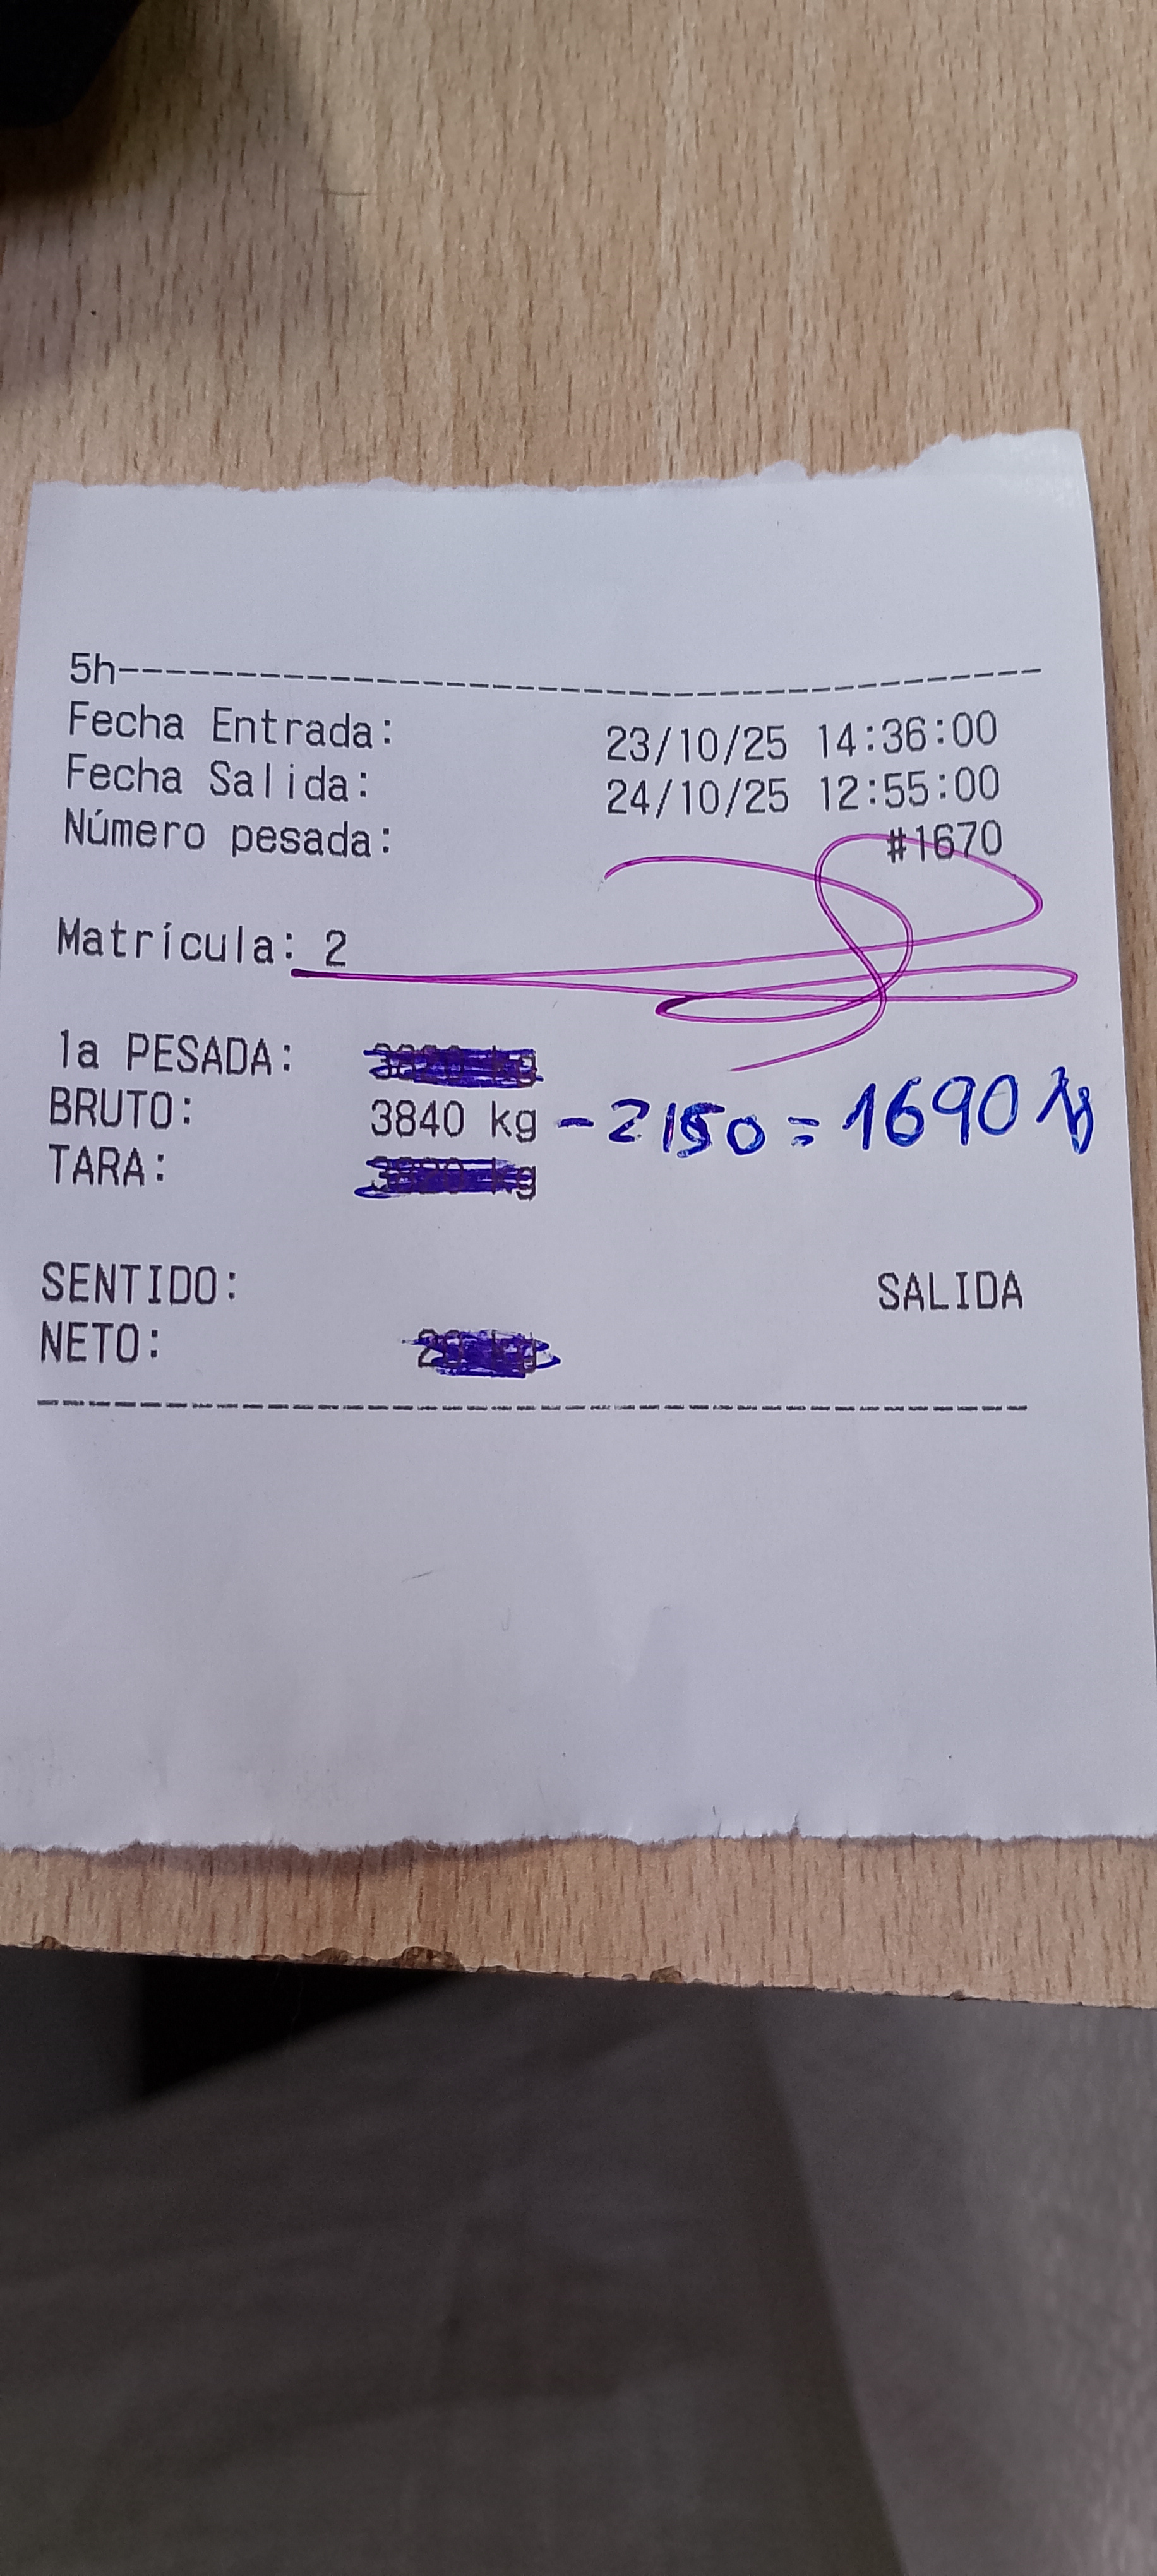 5h------------------------------------
Fecha Entrada: 23/10/25 14:36:00
Fecha Salida: 24/10/25 12:55:00
Número pesada: #1670
Matrícula: 2
1a PESADA:
BRUTO: 3840 kg - 2150 = 1690 kg
TARA:
SENTIDO: SALIDA
NETO: